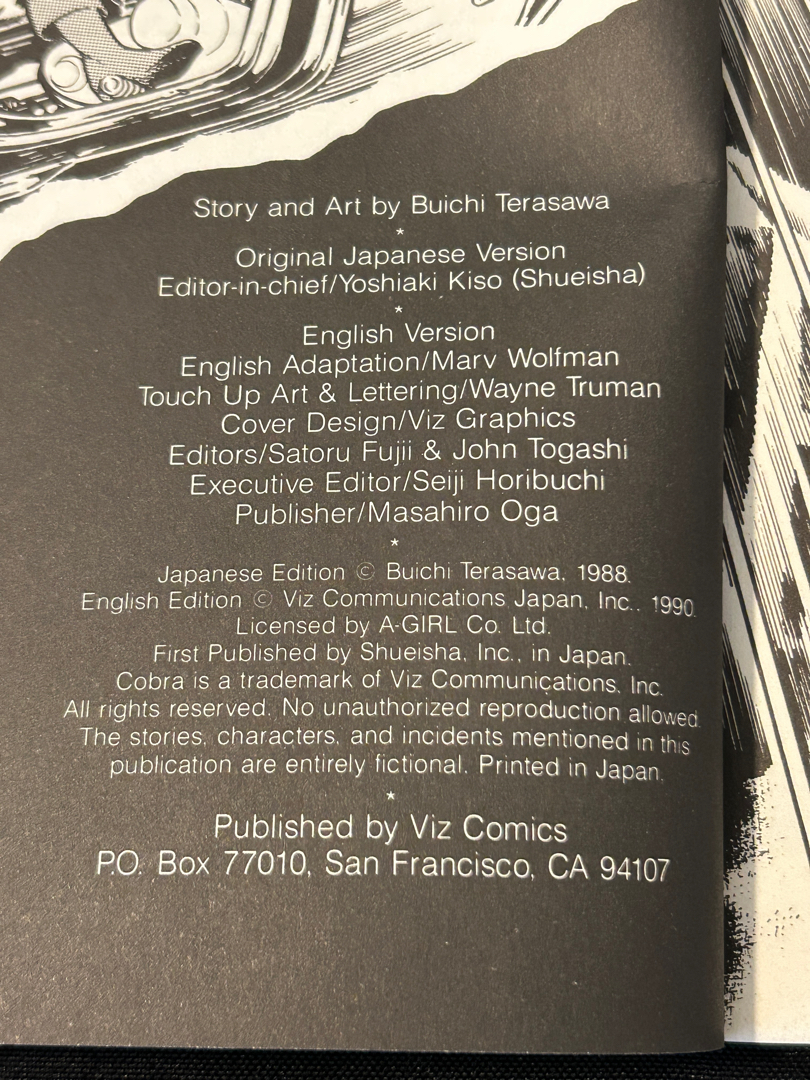 Story and Art by Buichi Terasawa
*
Original Japanese Version
Editor-in-chief/Yoshiaki Kiso (Shueisha)
*
English Version
English Adaptation/Marv Wolfman
Touch Up Art & Lettering/Wayne Truman
Cover Design/Viz Graphics
Editors/Satoru Fujii & John Togashi
Executive Editor/Seiji Horibuchi
Publisher/Masahiro Oga
*
Japanese Edition © Buichi Terasawa, 1988.
English Edition © Viz Communications Japan, Inc., 1990.
Licensed by A-GIRL Co. Ltd.
First Published by Shueisha, Inc., in Japan.
Cobra is a trademark of Viz Communications, Inc.
All rights reserved. No unauthorized reproduction allowed.
The stories, characters, and incidents mentioned in this
publication are entirely fictional. Printed in Japan.
*
Published by Viz Comics
P.O. Box 77010, San Francisco, CA 94107